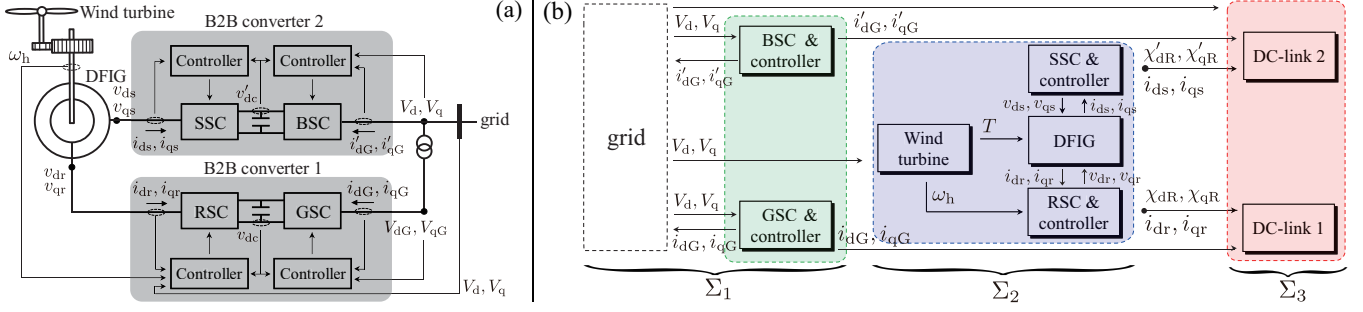 Wind turbine
(a)
B2B converter 2
ω_h
Controller
Controller
DFIG
v_ds
v_qs
v'_dc
SSC
BSC
V_d, V_q
grid
i_ds, i_qs
i'_dG, i'_qG
B2B converter 1
v_dr
v_qr
i_dr, i_qr
i_dG, i_qG
RSC
GSC
v_dc
V_dG, V_qG
Controller
Controller
V_d, V_q
(b)
grid
V_d, V_q
BSC &
controller
i'_dG, i'_qG
i'_dG, i'_qG
V_d, V_q
V_d, V_q
GSC &
controller
i_dG, i_qG
i_dG, i_qG
SSC &
controller
v_ds, v_qs
i_ds, i_qs
Wind
turbine
T
DFIG
i_dr, i_qr
v_dr, v_qr
ω_h
RSC &
controller
χ'_dR, χ'_qR
i_ds, i_qs
χ_dR, χ_qR
i_dr, i_qr
DC-link 2
DC-link 1
Σ_1
Σ_2
Σ_3